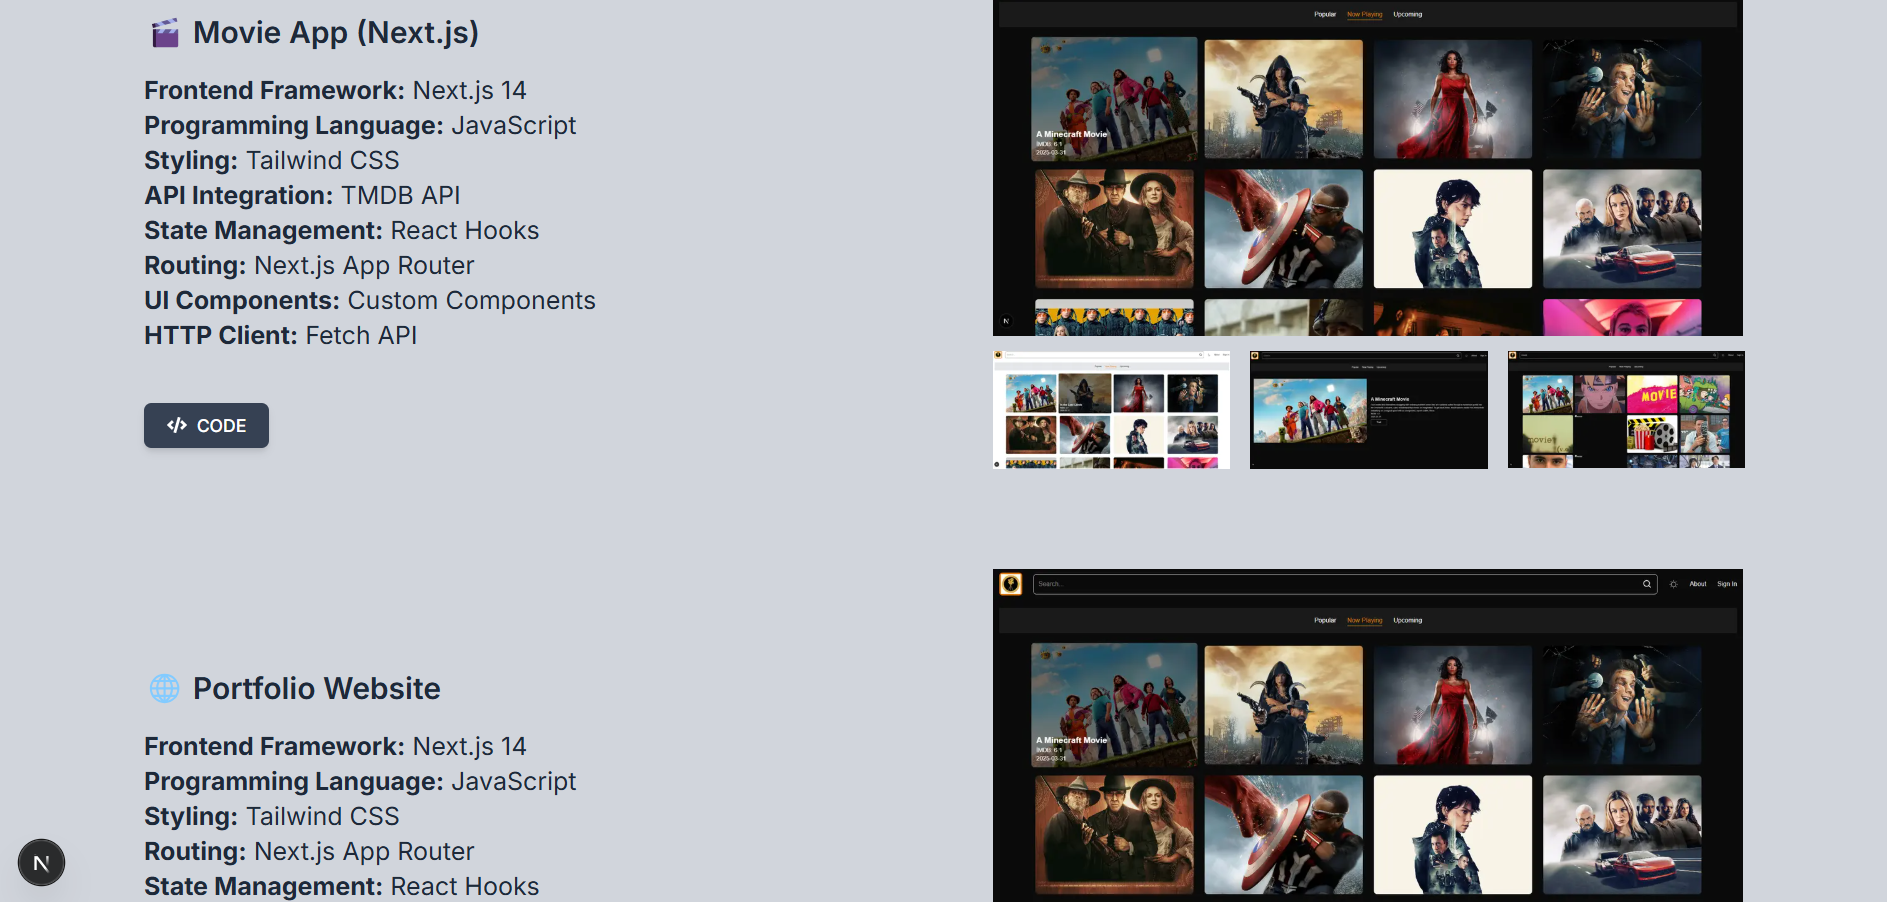 Movie App (Next.js)
Frontend Framework: Next.js 14
Programming Language: JavaScript
Styling: Tailwind CSS
API Integration: TMDB API
State Management: React Hooks
Routing: Next.js App Router
UI Components: Custom Components
HTTP Client: Fetch API
</> CODE
Popular Now Playing Upcoming
A Minecraft Movie
IMDB: 6.1
2025-03-31
N
A Minecraft Movie
MOVIE
movie
Portfolio Website
Frontend Framework: Next.js 14
Programming Language: JavaScript
Styling: Tailwind CSS
Routing: Next.js App Router
State Management: React Hooks
Search...
About Sign In
Popular Now Playing Upcoming
A Minecraft Movie
IMDB: 6.1
2025-03-31
N